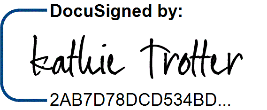 DocuSigned by:
Kathie Trotter
2AB7D78DCD534BD...